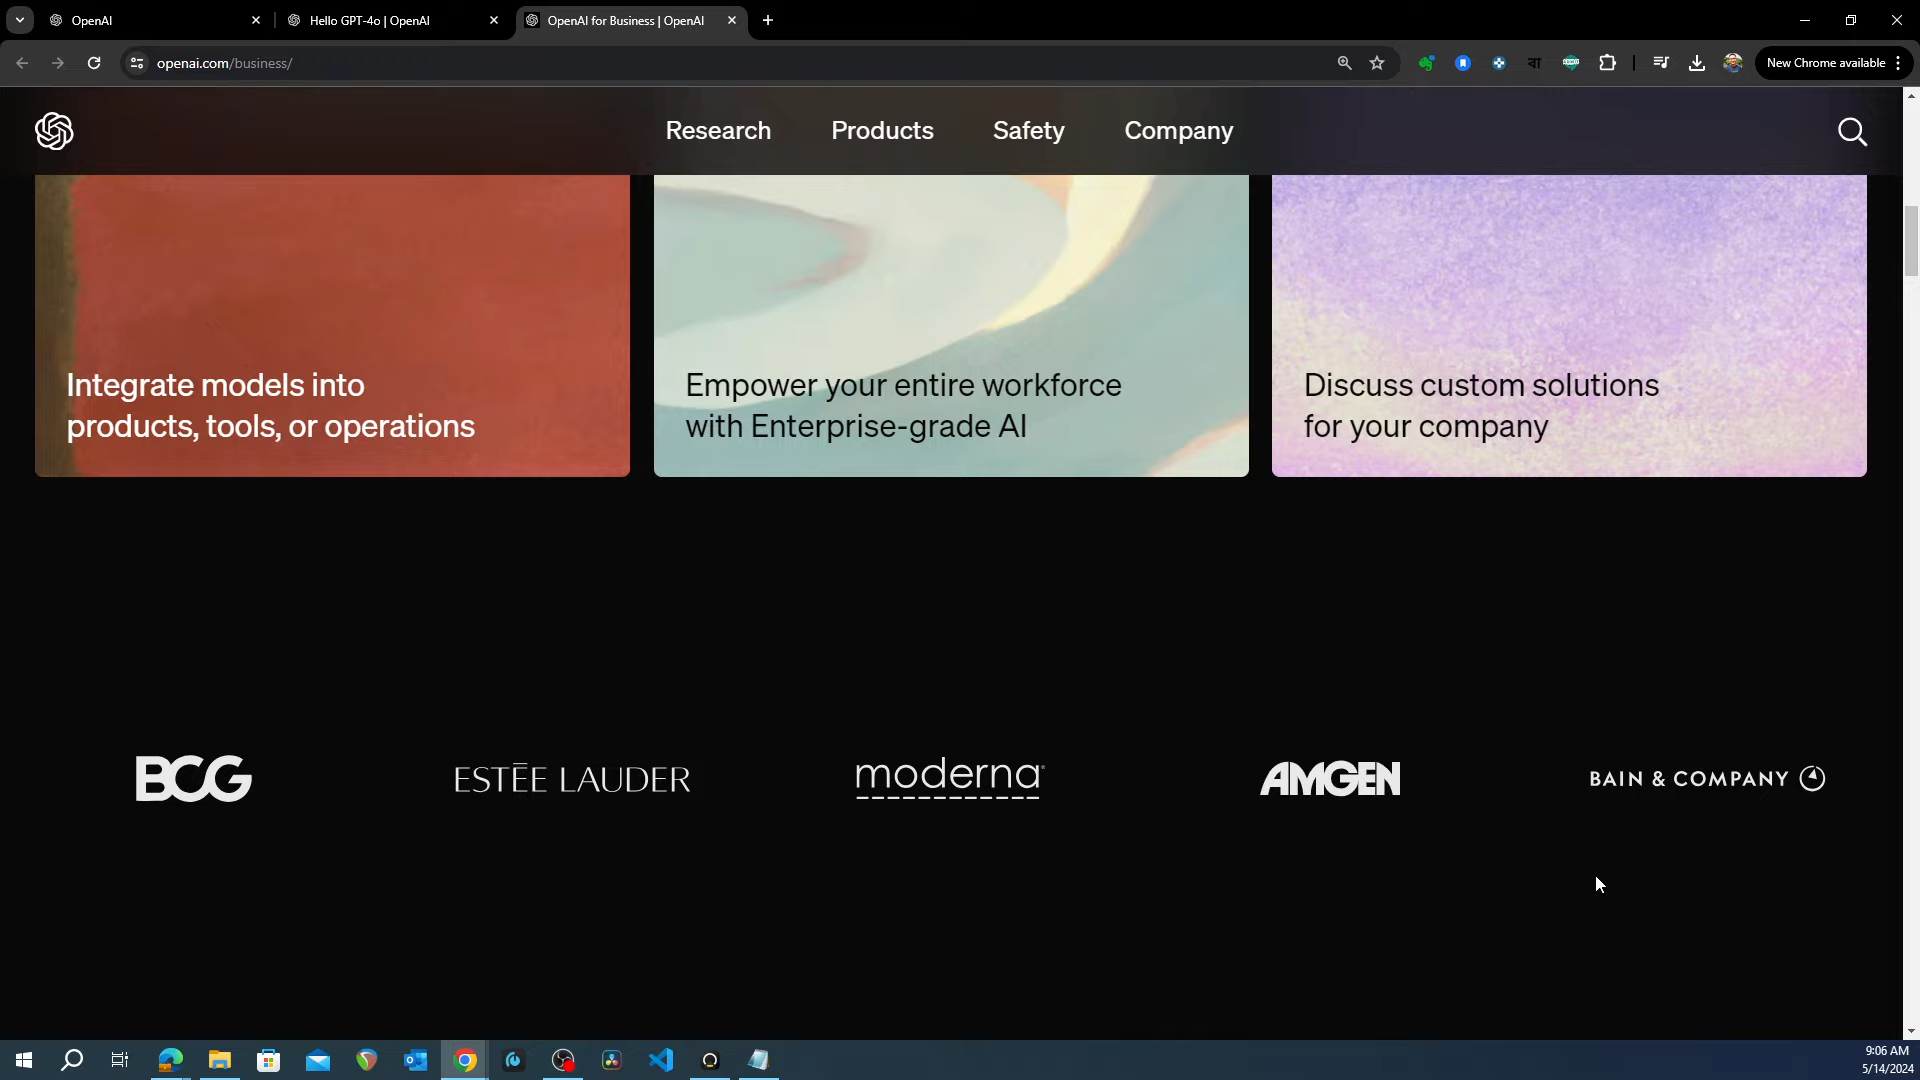 OpenAI
Hello GPT-4o | OpenAI
OpenAI for Business | OpenAI
openai.com/business/
New Chrome available
Research
Products
Safety
Company
Integrate models into
products, tools, or operations
Empower your entire workforce
with Enterprise-grade AI
Discuss custom solutions
for your company
BCG
ESTĒE LAUDER
moderna
AMGEN
BAIN & COMPANY
9:06 AM
5/14/2024